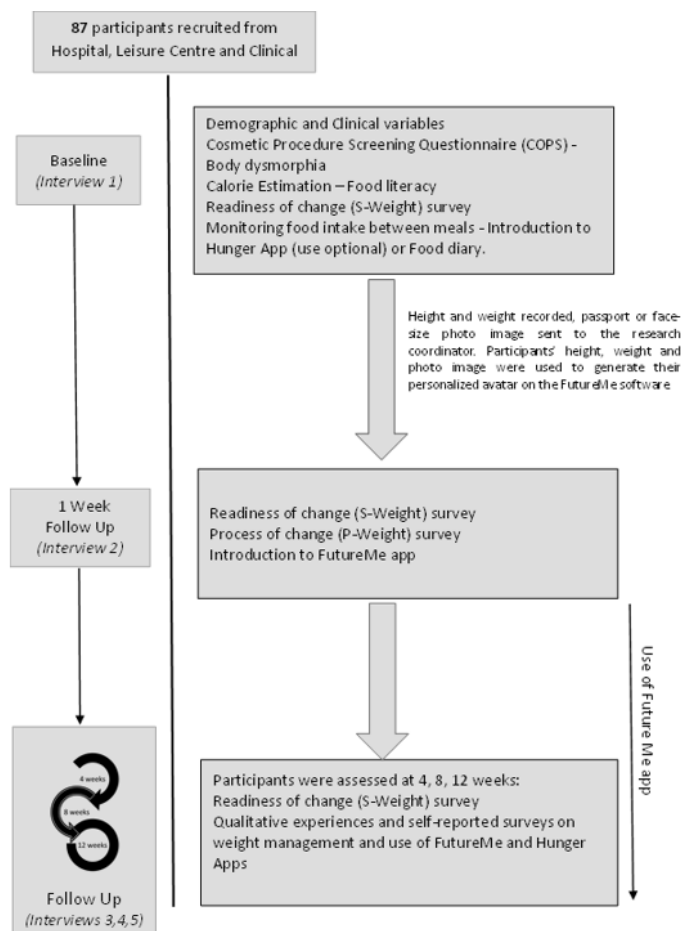 87 participants recruited from
Hospital, Leisure Centre and Clinical
Baseline
(Interview 1)
Demographic and Clinical variables
Cosmetic Procedure Screening Questionnaire (COPS) -
Body dysmorphia
Calorie Estimation – Food literacy
Readiness of change (S-Weight) survey
Monitoring food intake between meals - Introduction to
Hunger App (use optional) or Food diary.
Height and weight recorded, passport or face-
size photo image sent to the research
coordinator. Participants' height, weight and
photo image were used to generate their
personalized avatar on the FutureMe software
1 Week
Follow Up
(Interview 2)
Readiness of change (S-Weight) survey
Process of change (P-Weight) survey
Introduction to FutureMe app
Use of Future Me app
4 weeks
8 weeks
12 weeks
Follow Up
(Interviews 3,4,5)
Participants were assessed at 4, 8, 12 weeks:
Readiness of change (S-Weight) survey
Qualitative experiences and self-reported surveys on
weight management and use of FutureMe and Hunger
Apps